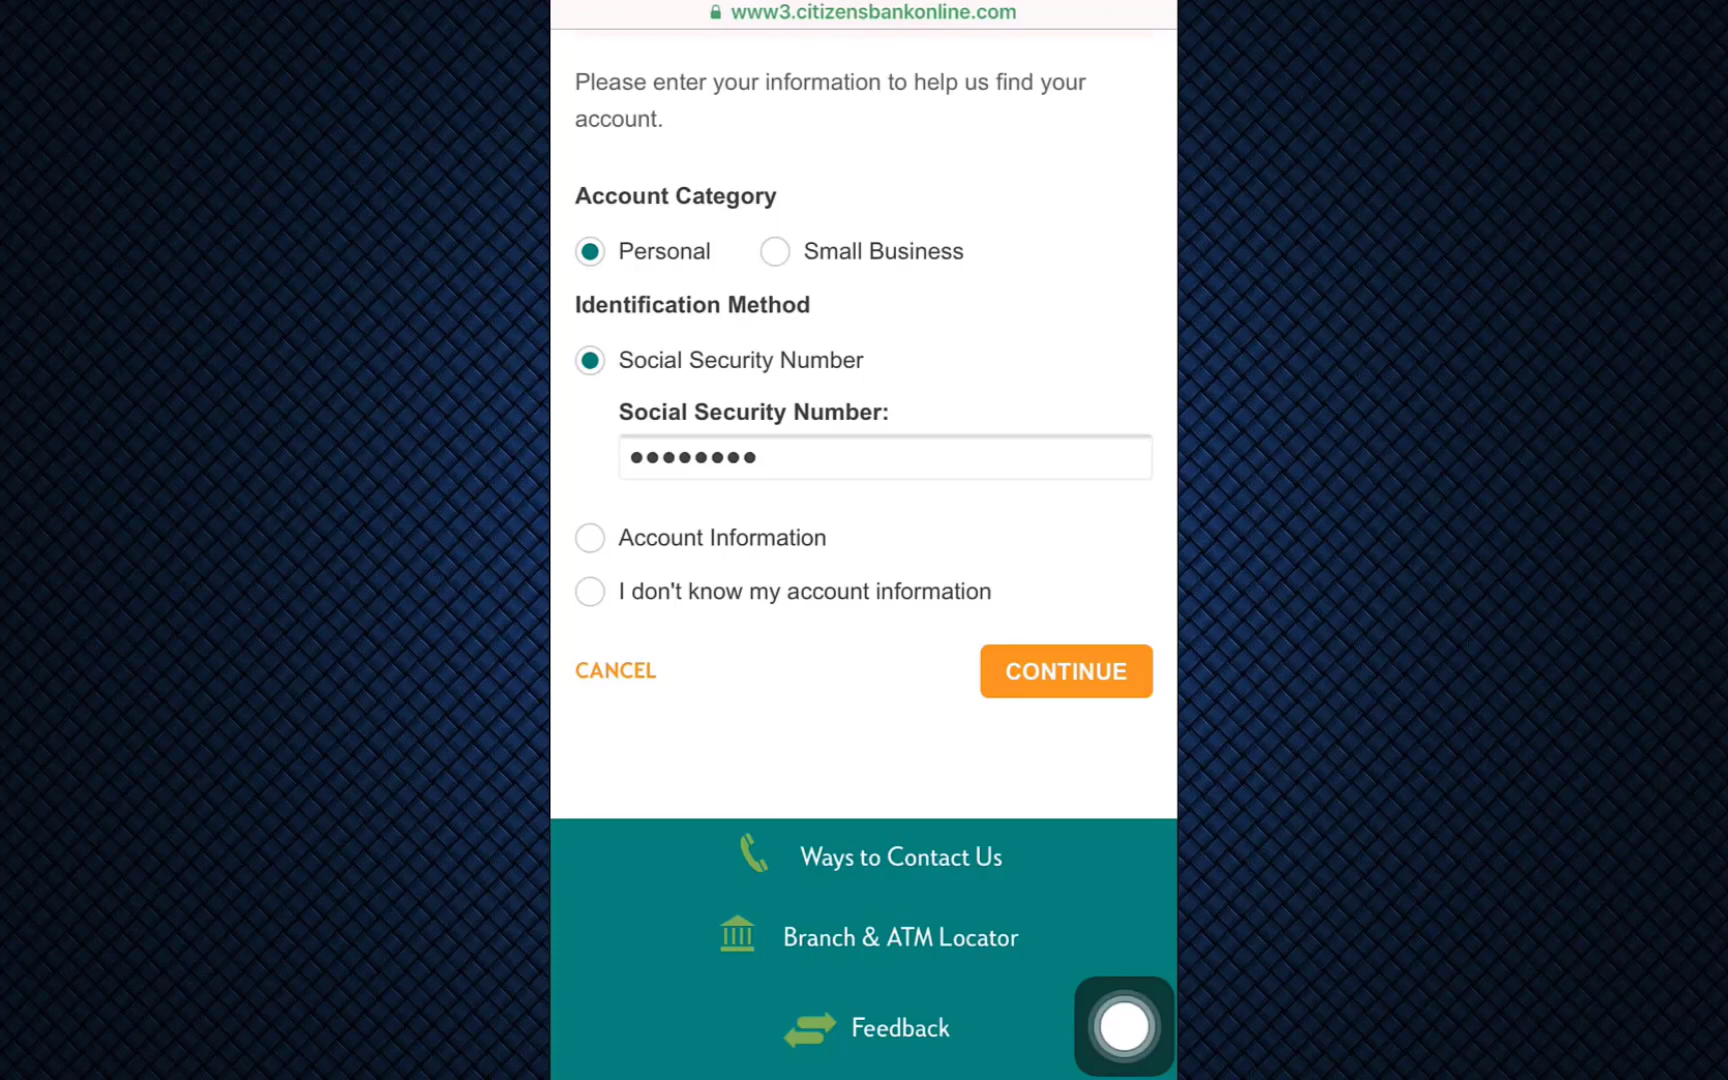 www3.citizensbankonline.com
Please enter your information to help us find your
account.
Account Category
Personal
Small Business
Identification Method
Social Security Number
Social Security Number:
••••••••
Account Information
I don't know my account information
CANCEL
CONTINUE
Ways to Contact Us
Branch & ATM Locator
Feedback